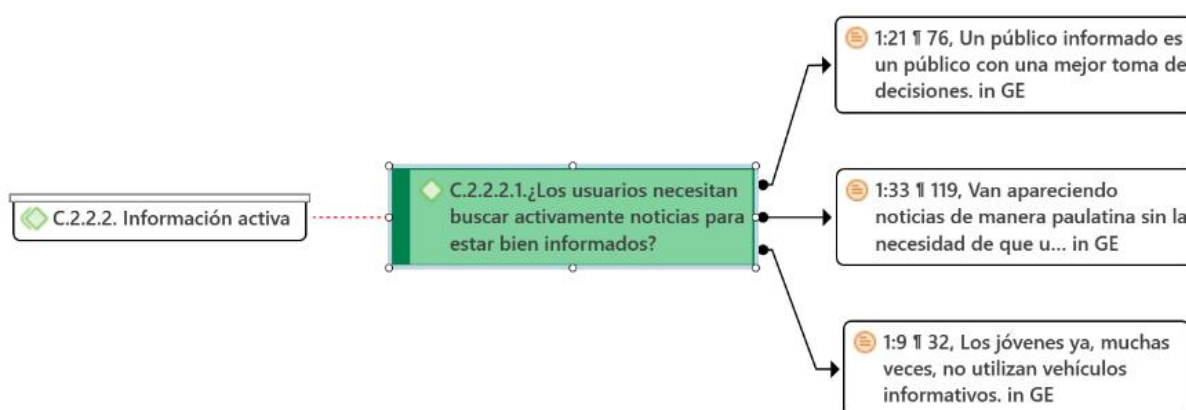 C.2.2.2. Información activa
C.2.2.2.1.¿Los usuarios necesitan
buscar activamente noticias para
estar bien informados?
1:21 ¶ 76, Un público informado es
un público con una mejor toma de
decisiones. in GE
1:33 ¶ 119, Van apareciendo
noticias de manera paulatina sin la
necesidad de que u... in GE
1:9 ¶ 32, Los jóvenes ya, muchas
veces, no utilizan vehículos
informativos. in GE